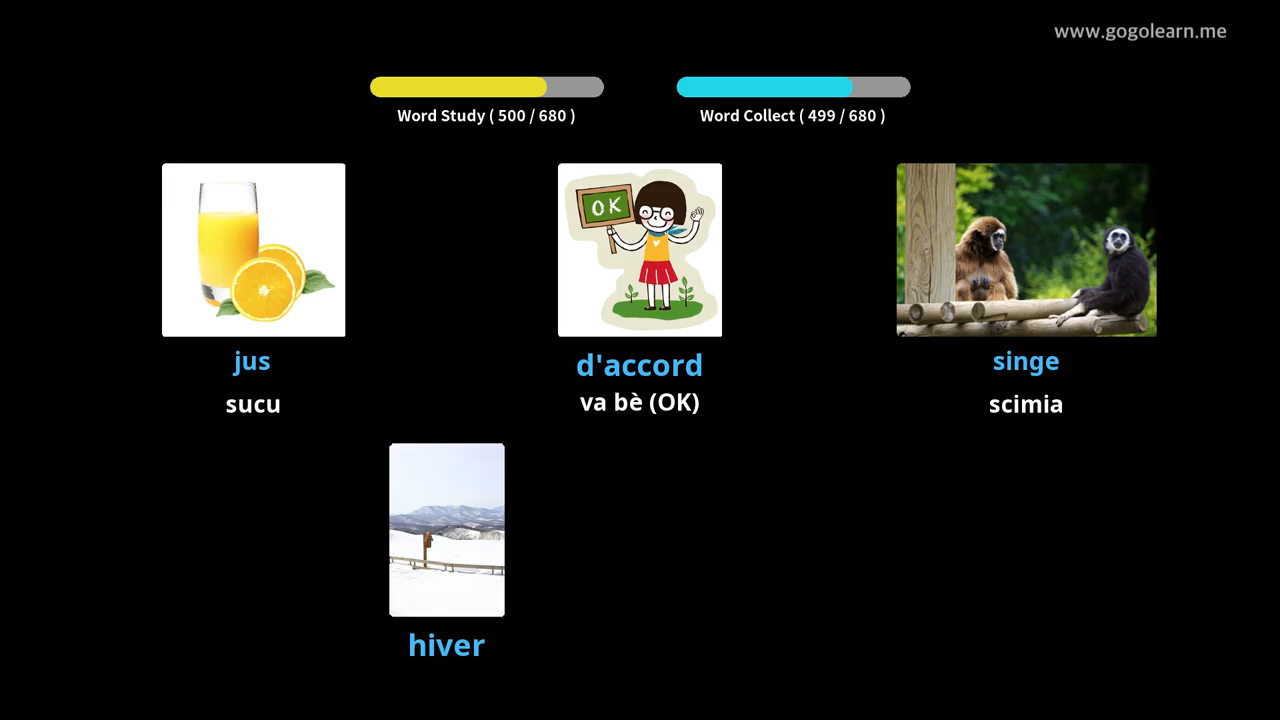 www.gogolearn.me
Word Study ( 500 / 680 )
Word Collect ( 499 / 680 )
OK
jus
d'accord
singe
sucu
va bè (OK)
scimia
hiver